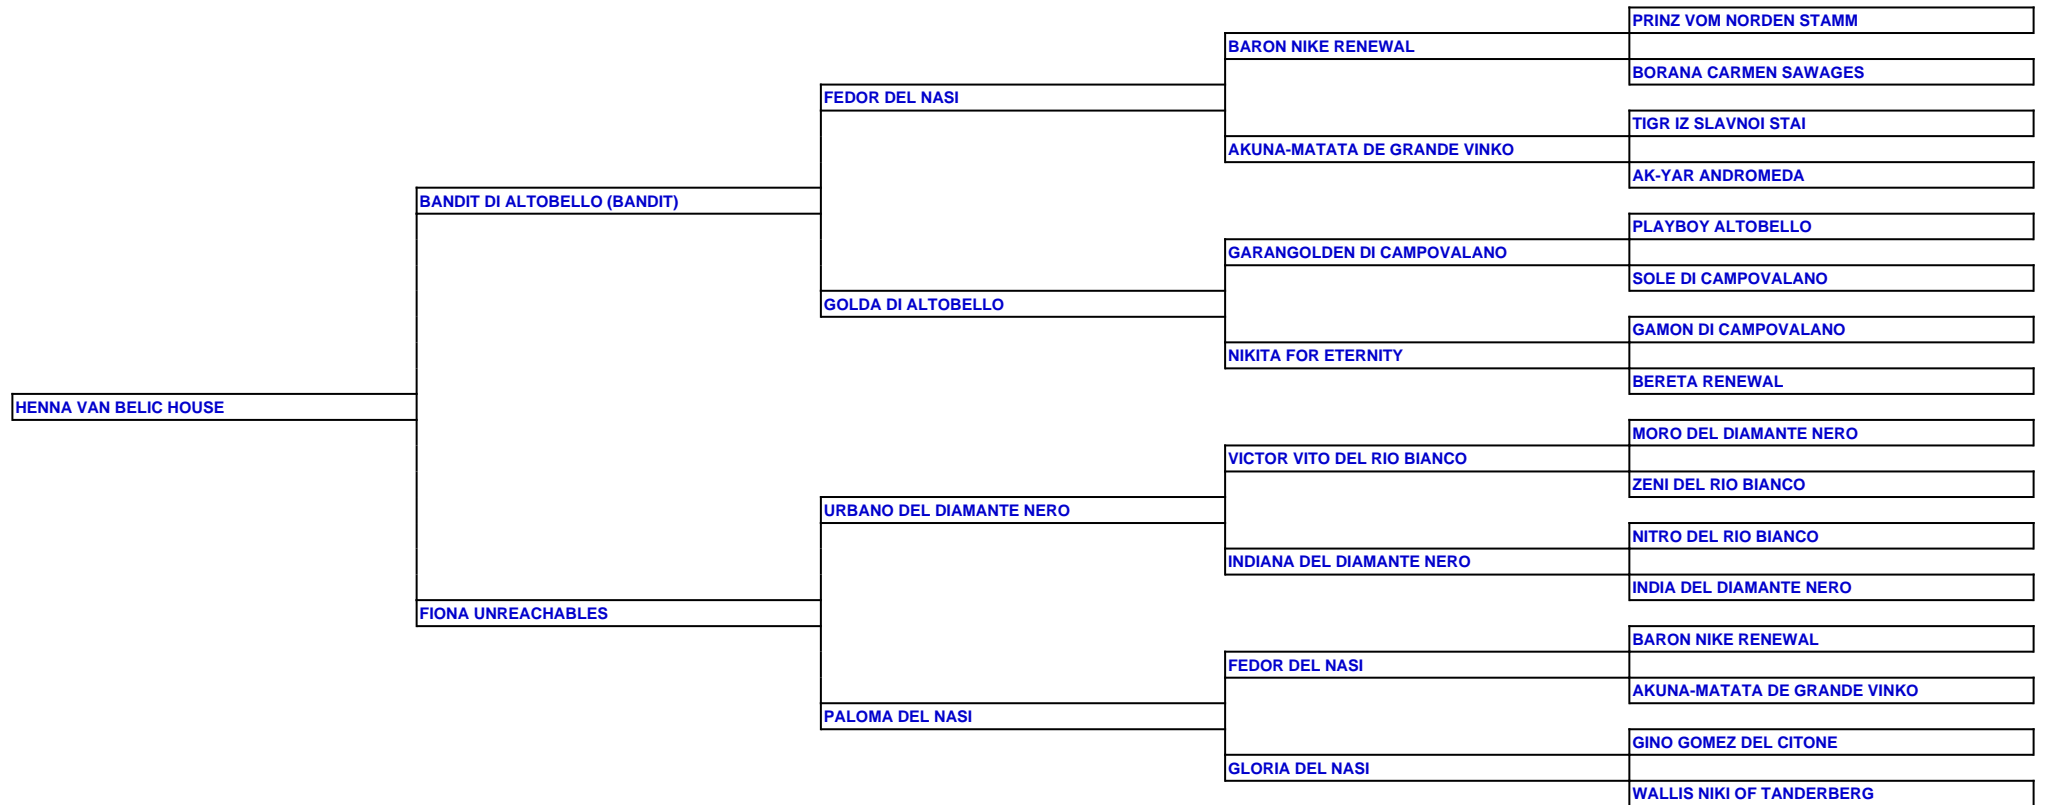 PRINZ VOM NORDEN STAMM
BARON NIKE RENEWAL
BORANA CARMEN SAWAGES
FEDOR DEL NASI
TIGR IZ SLAVNOI STAI
AKUNA-MATATA DE GRANDE VINKO
AK-YAR ANDROMEDA
BANDIT DI ALTOBELLO (BANDIT)
PLAYBOY ALTOBELLO
GARANGOLDEN DI CAMPOVALANO
SOLE DI CAMPOVALANO
GOLDA DI ALTOBELLO
GAMON DI CAMPOVALANO
NIKITA FOR ETERNITY
BERETA RENEWAL
HENNA VAN BELIC HOUSE
MORO DEL DIAMANTE NERO
VICTOR VITO DEL RIO BIANCO
ZENI DEL RIO BIANCO
URBANO DEL DIAMANTE NERO
NITRO DEL RIO BIANCO
INDIANA DEL DIAMANTE NERO
INDIA DEL DIAMANTE NERO
FIONA UNREACHABLES
BARON NIKE RENEWAL
FEDOR DEL NASI
AKUNA-MATATA DE GRANDE VINKO
PALOMA DEL NASI
GINO GOMEZ DEL CITONE
GLORIA DEL NASI
WALLIS NIKI OF TANDERBERG